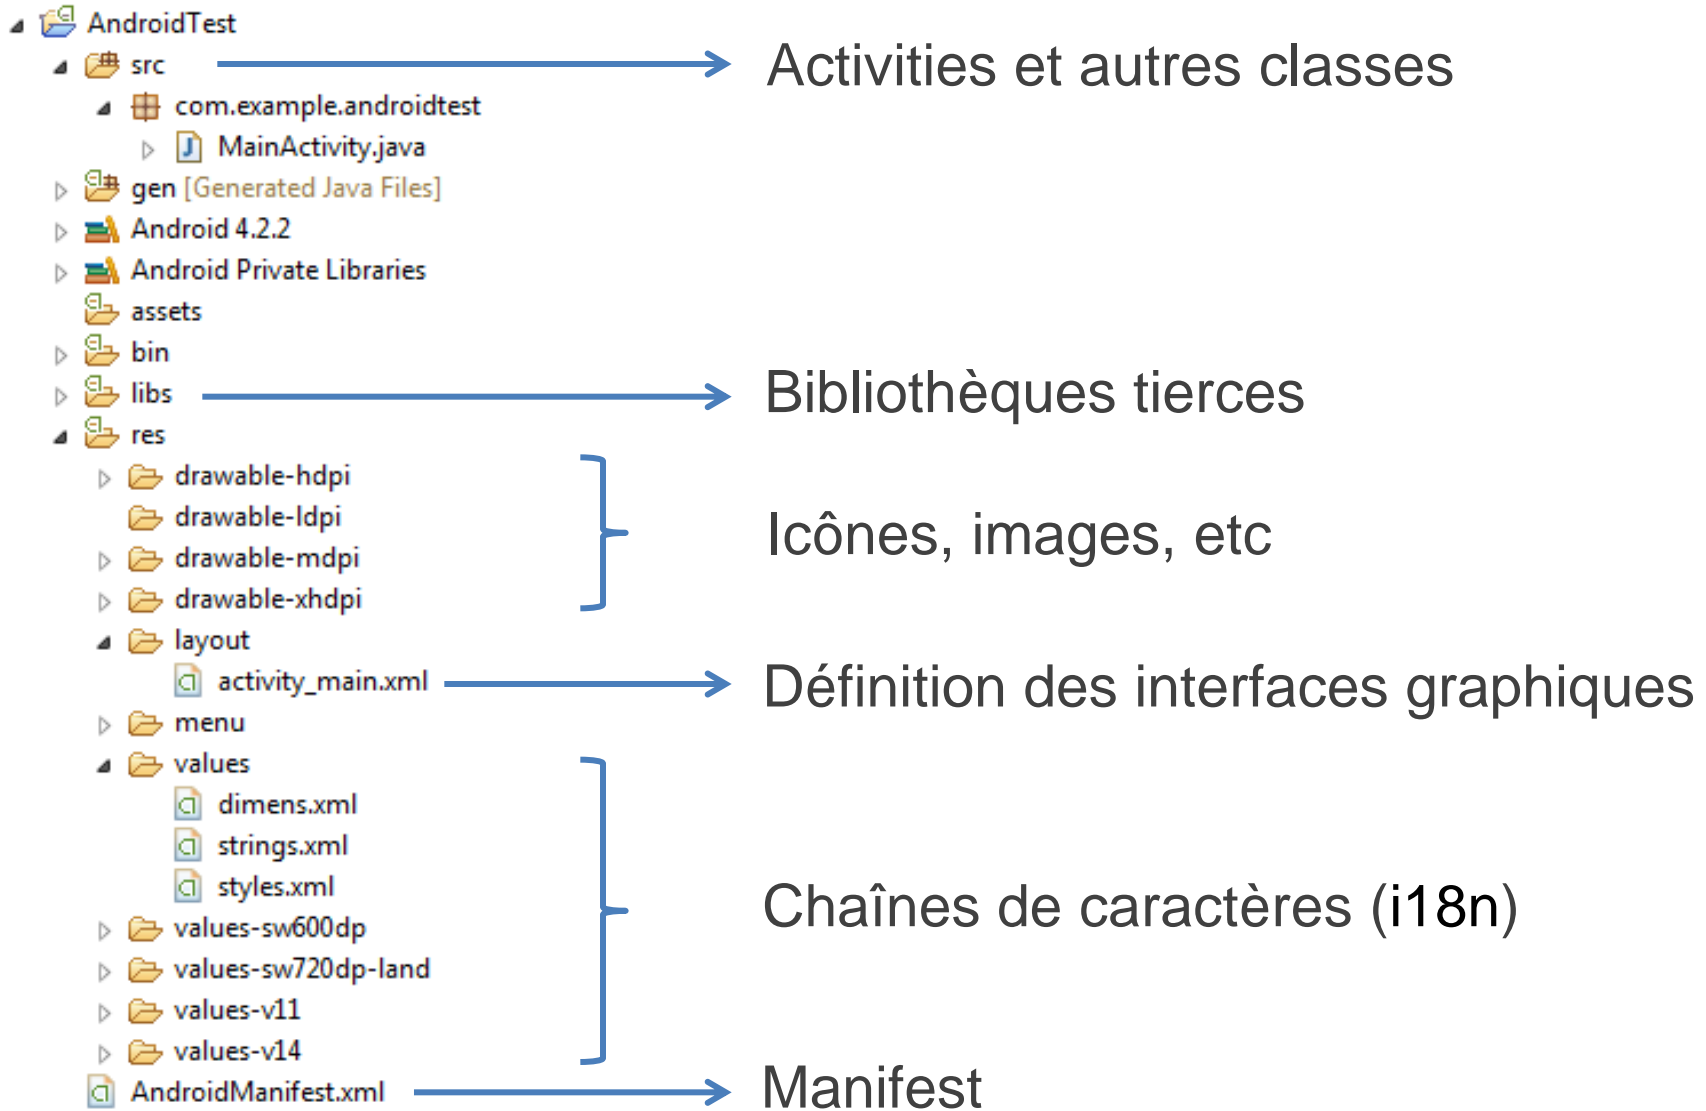 AndroidTest
src
Activities et autres classes
com.example.androidtest
MainActivity.java
gen [Generated Java Files]
Android 4.2.2
Android Private Libraries
assets
bin
libs
Bibliothèques tierces
res
drawable-hdpi
drawable-ldpi
Icônes, images, etc
drawable-mdpi
drawable-xhdpi
layout
activity_main.xml
Définition des interfaces graphiques
menu
values
dimens.xml
strings.xml
styles.xml
Chaînes de caractères (i18n)
values-sw600dp
values-sw720dp-land
values-v11
values-v14
AndroidManifest.xml
Manifest